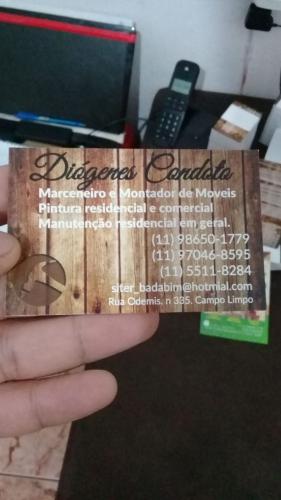 Diógenes Condoto
Marceneiro e Montador de Moveis
Pintura residencial e comercial
Manutenção residencial em geral.
(11) 98650-1779
(11) 97046-8595
(11) 5511-8284
siter_badabim@hotmial.com
Rua Odemis, n 335. Campo Limpo